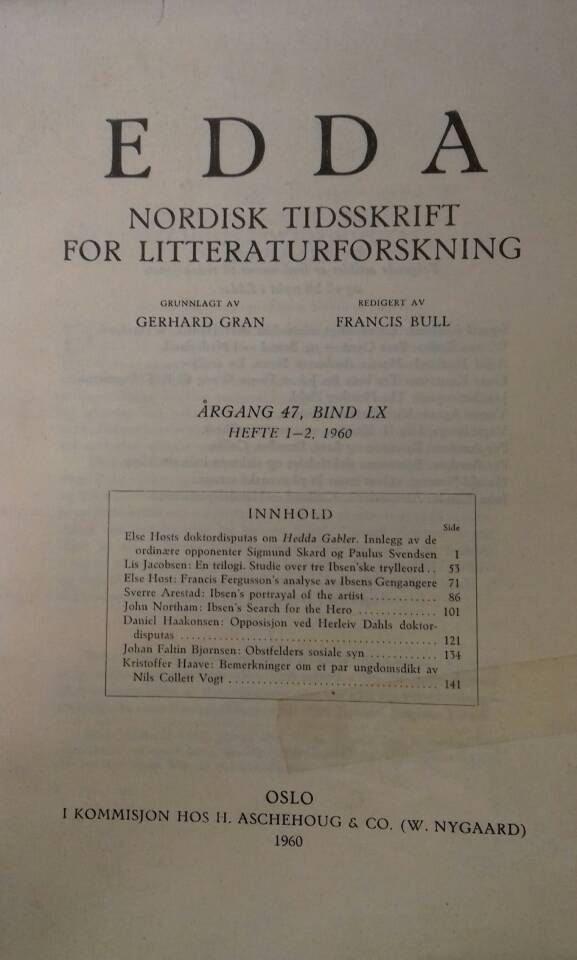 EDDA
NORDISK TIDSSKRIFT
FOR LITTERATURFORSKNING
GRUNNLAGT AV
GERHARD GRAN
REDIGERT AV
FRANCIS BULL
ÅRGANG 47, BIND LX
HEFTE 1–2, 1960
INNHOLD
Side
Else Høsts doktordisputas om Hedda Gabler. Innlegg av de
ordinære opponenter Sigmund Skard og Paulus Svendsen 1
Lis Jacobsen: En trilogi. Studie over tre Ibsen'ske trylleord .. 53
Else Høst: Francis Fergusson's analyse av Ibsens Gengangere 71
Sverre Arestad: Ibsen's portrayal of the artist ............. 86
John Northam: Ibsen's Search for the Hero ........... 101
Daniel Haakonsen: Opposisjon ved Herleiv Dahls doktor-
disputas ..................................... 121
Johan Faltin Bjørnsen: Obstfelders sosiale syn ........... 134
Kristoffer Haave: Bemerkninger om et par ungdomsdikt av
Nils Collett Vogt .............................. 141
OSLO
I KOMMISJON HOS H. ASCHEHOUG & CO. (W. NYGAARD)
1960